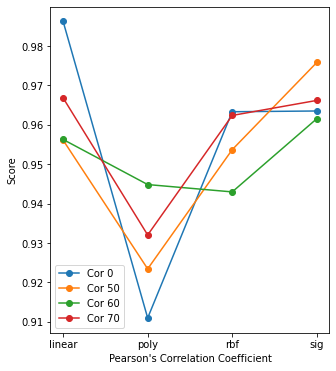 0.98
0.97
0.96
0.95
0.94
0.93
0.92
0.91
Score
Cor 0
Cor 50
Cor 60
Cor 70
linear poly rbf sig
Pearson's Correlation Coefficient